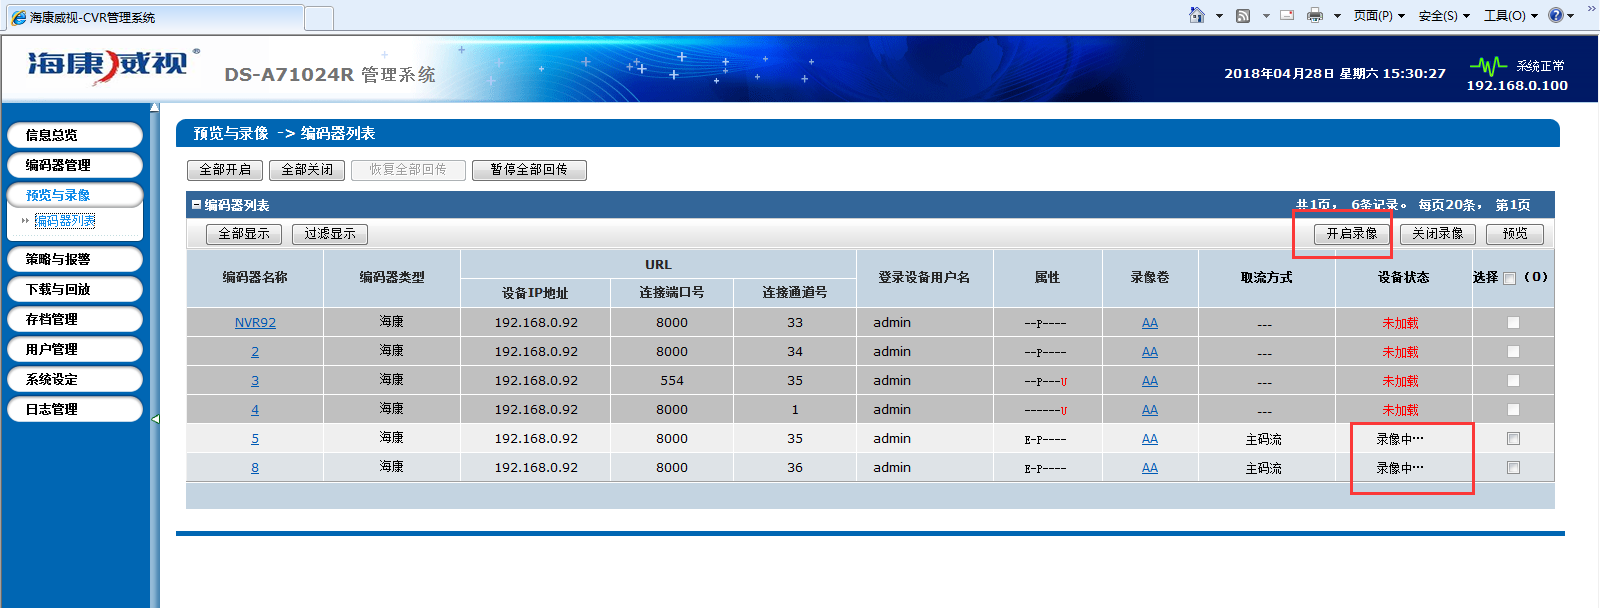 海康威视-CVR管理系统
页面(P) 安全(S) 工具(O)
海康威视® DS-A71024R 管理系统
2018年04月28日 星期六 15:30:27
系统正常
192.168.0.100
信息总览
编码器管理
预览与录像
编码器列表
策略与报警
下载与回放
存档管理
用户管理
系统设定
日志管理
预览与录像 -> 编码器列表
全部开启 全部关闭 恢复全部回传 暂停全部回传
编码器列表 共1页， 6条记录。 每页20条， 第1页
全部显示 过滤显示 开启录像 关闭录像 预览
编码器名称 编码器类型 URL 登录设备用户名 属性 录像卷 取流方式 设备状态 选择 (0)
设备IP地址 连接端口号 连接通道号
NVR92 海康 192.168.0.92 8000 33 admin --P---- AA --- 未加载
2 海康 192.168.0.92 8000 34 admin --P---- AA --- 未加载
3 海康 192.168.0.92 554 35 admin --P---U AA --- 未加载
4 海康 192.168.0.92 8000 1 admin ------U AA --- 未加载
5 海康 192.168.0.92 8000 35 admin E-P---- AA 主码流 录像中…
8 海康 192.168.0.92 8000 36 admin E-P---- AA 主码流 录像中…